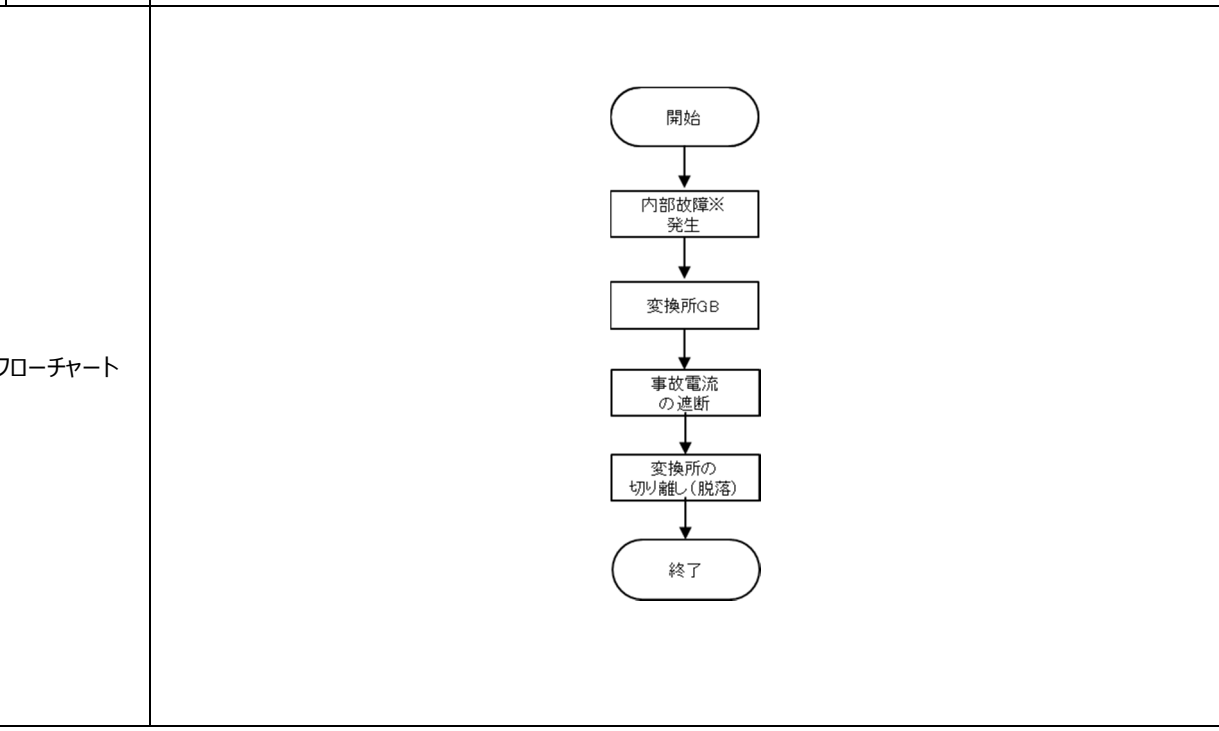 フローチャート
開始
内部故障※
発生
変換所GB
事故電流
の遮断
変換所の
切り離し(脱落)
終了